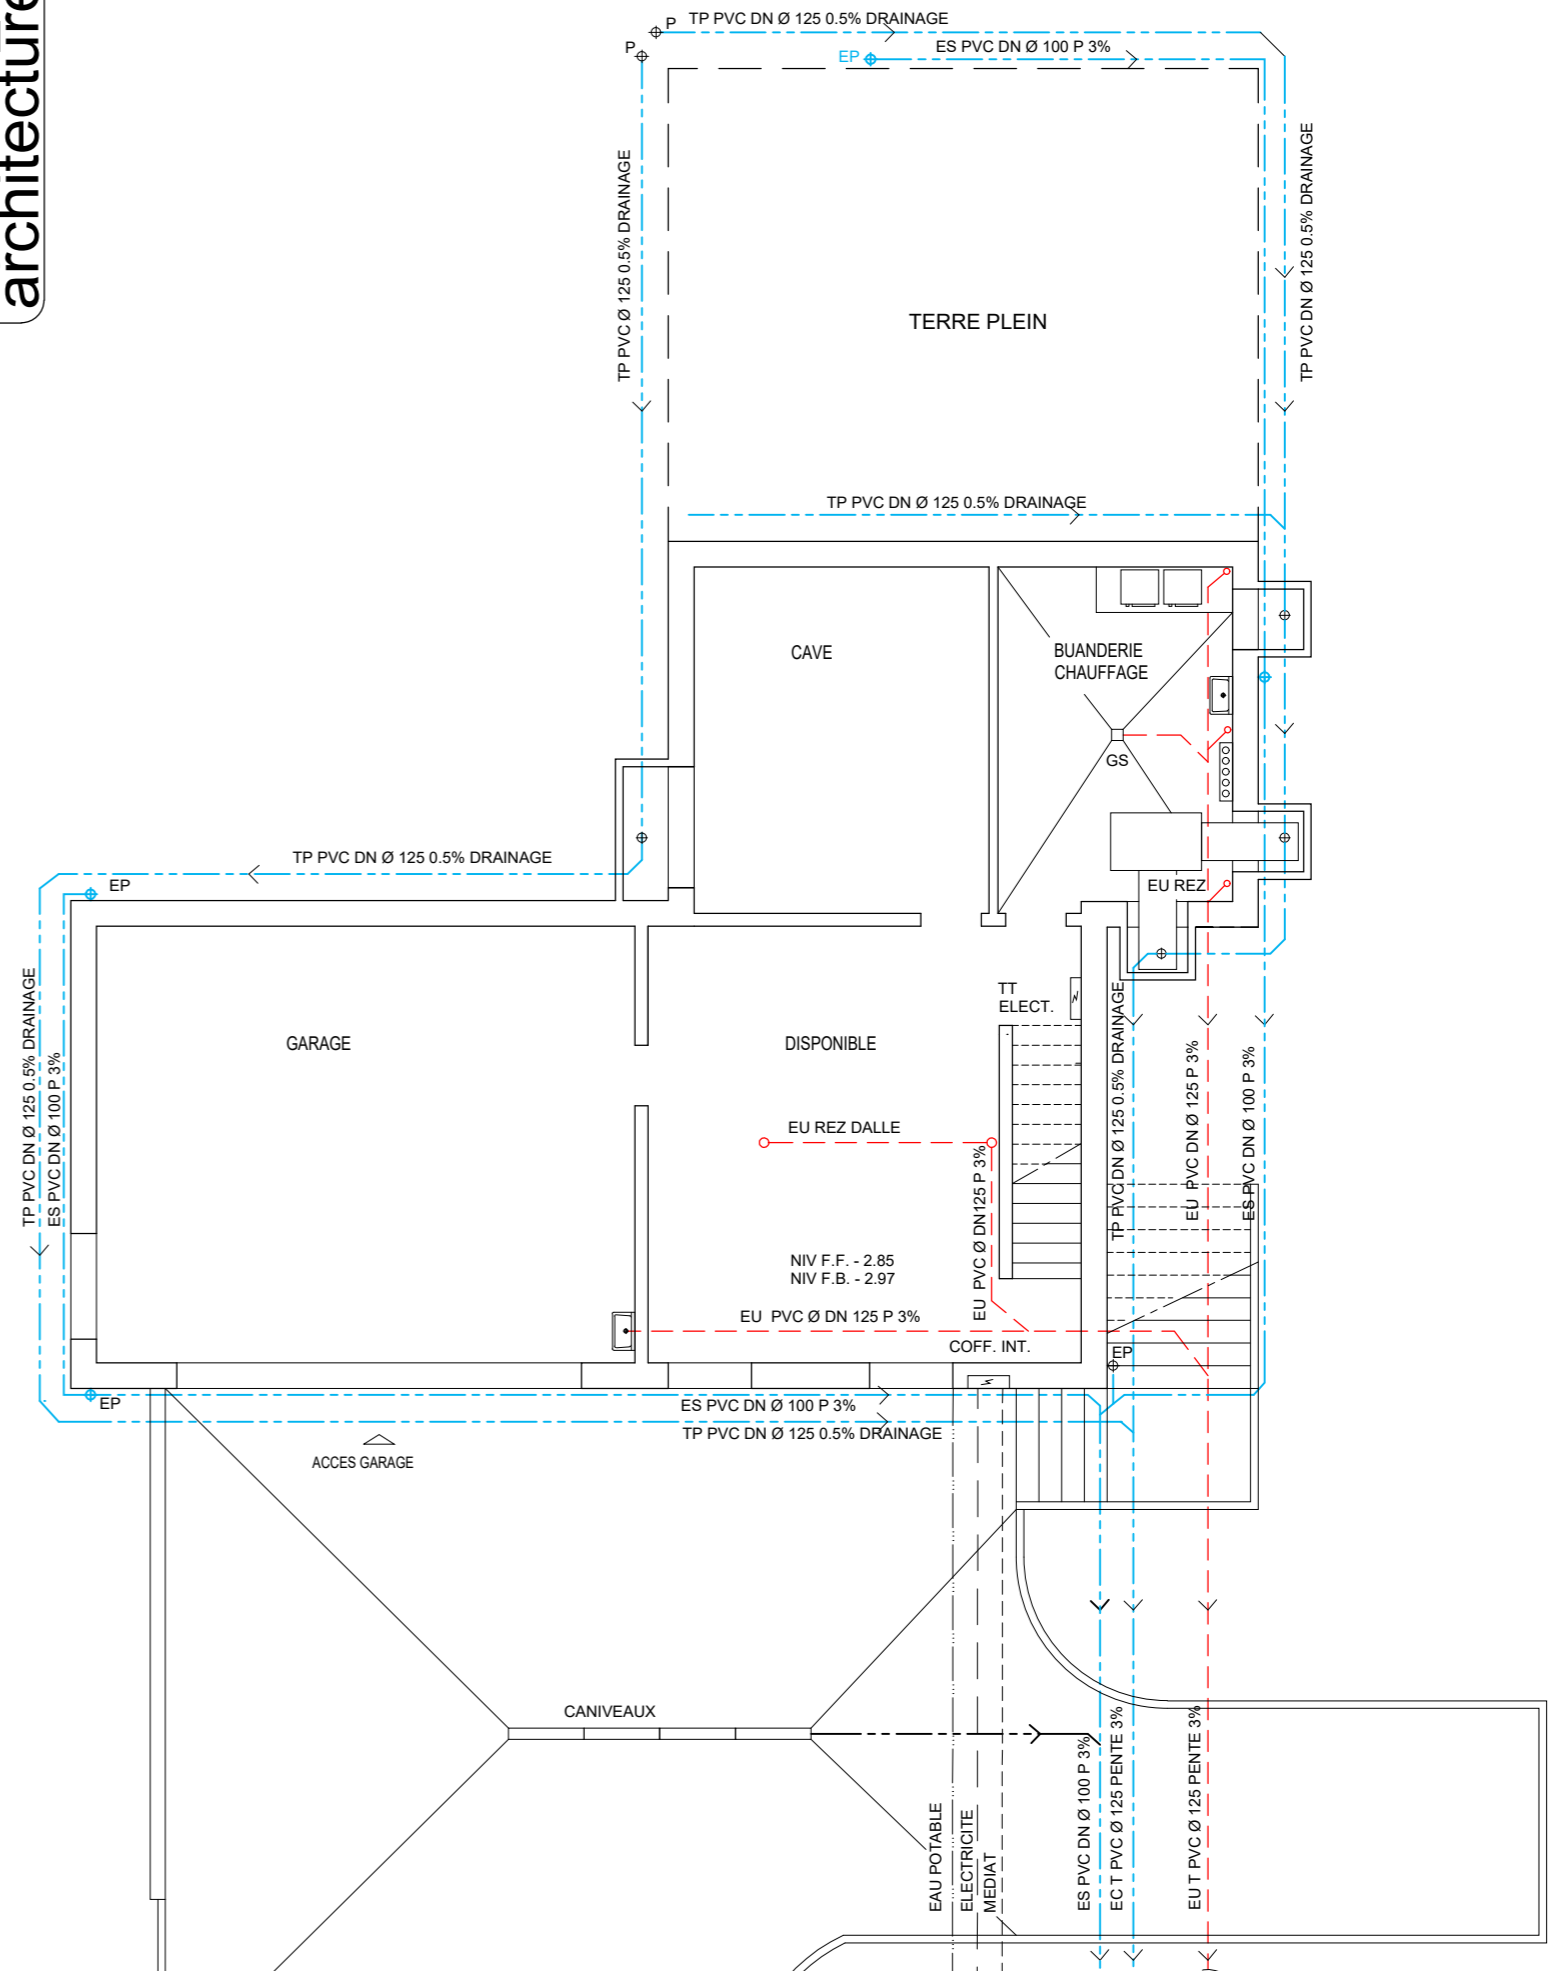 architecture
P
TP PVC DN Ø 125 0.5% DRAINAGE
P
EP
ES PVC DN Ø 100 P 3%
TP PVC Ø 125 0.5% DRAINAGE
TP PVC DN Ø 125 0.5% DRAINAGE
TERRE PLEIN
TP PVC DN Ø 125 0.5% DRAINAGE
CAVE
BUANDERIE
CHAUFFAGE
GS
TP PVC DN Ø 125 0.5% DRAINAGE
EP
EU REZ
TP PVC DN Ø 125 0.5% DRAINAGE
ES PVC DN Ø 100 P 3%
GARAGE
DISPONIBLE
TT
ELECT.
TP PVC DN Ø 125 0.5% DRAINAGE
EU PVC DN Ø 125 P 3%
ES PVC DN Ø 100 P 3%
EU REZ DALLE
EU PVC Ø DN125 P 3%
NIV F.F. - 2.85
NIV F.B. - 2.97
EU PVC Ø DN 125 P 3%
COFF. INT.
EP
EP
ES PVC DN Ø 100 P 3%
TP PVC DN Ø 125 0.5% DRAINAGE
ACCES GARAGE
CANIVEAUX
EAU POTABLE
ELECTRICITE
MEDIAT
ES PVC DN Ø 100 P 3%
EC T PVC Ø 125 PENTE 3%
EU T PVC Ø 125 PENTE 3%